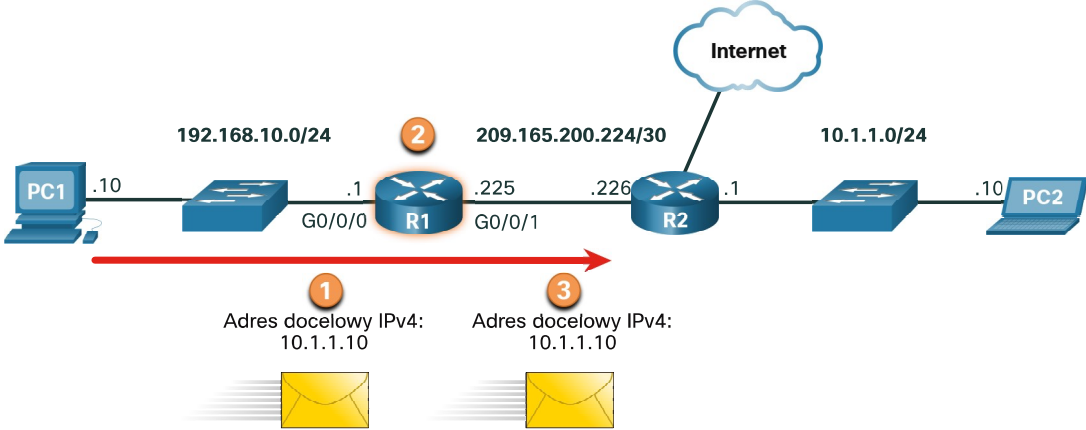 Internet
192.168.10.0/24
2
209.165.200.224/30
10.1.1.0/24
PC1
.10
.1
R1
.225
.226
R2
.1
.10
PC2
G0/0/0
G0/0/1
1
3
Adres docelowy IPv4:
10.1.1.10
Adres docelowy IPv4:
10.1.1.10